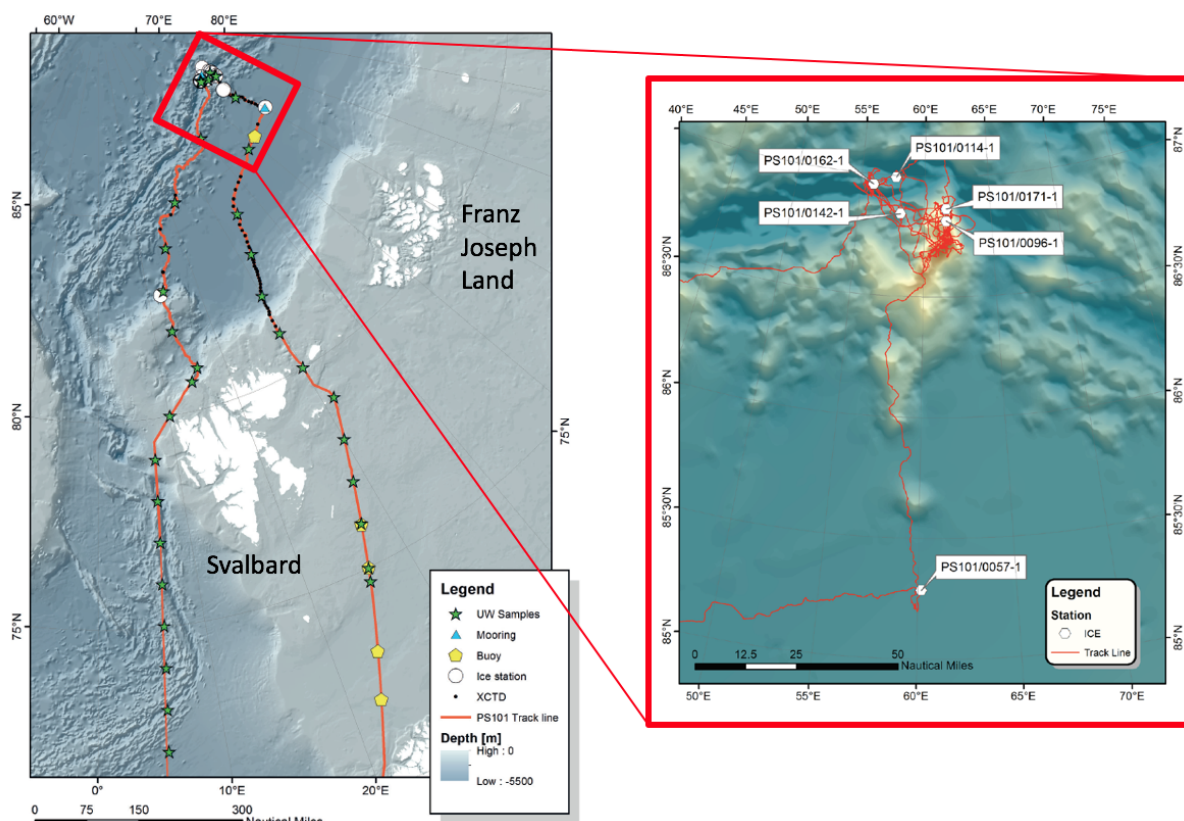 60°W
70°E
80°E
85°N
80°N
75°N
75°N
0°
10°E
20°E
Franz
Joseph
Land
Svalbard
Legend
UW Samples
Mooring
Buoy
Ice station
XCTD
PS101 Track line
Depth [m]
High : 0
Low : -5500
0 75 150 300
Nautical Miles
40°E 45°E 50°E 55°E 60°E 65°E 70°E 75°E
87°N
86°30'N
86°30'N
86°N
86°N
85°30'N
85°30'N
85°N
85°N
PS101/0162-1
PS101/0114-1
PS101/0142-1
PS101/0171-1
PS101/0096-1
PS101/0057-1
Legend
Station
ICE
Track Line
0 12.5 25 50
Nautical Miles
50°E 55°E 60°E 65°E 70°E